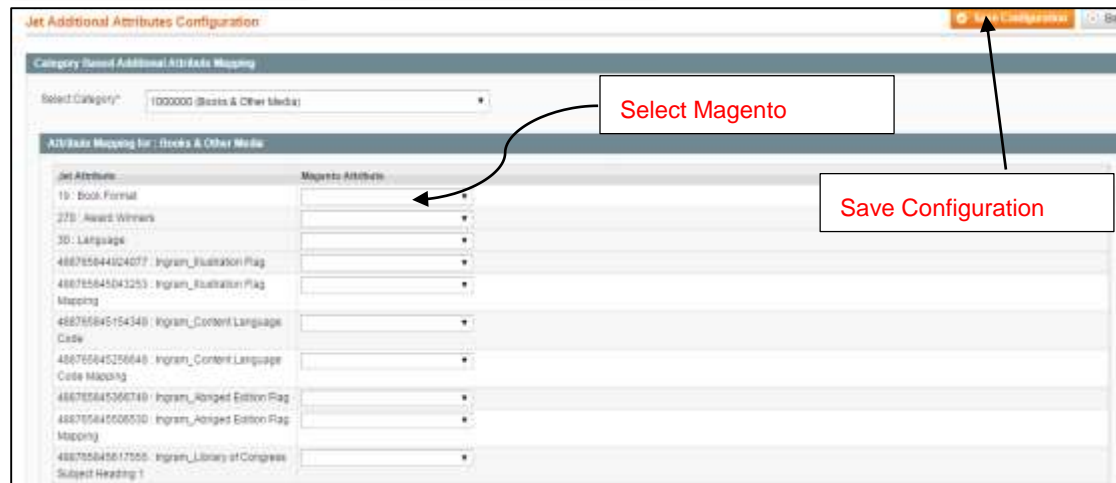 Jet Additional Attributes Configuration
Save Configuration
Category Based Additional Attribute Mapping
Select Category*
1000000 (Books & Other Media)
Select Magento
Attribute Mapping for : Books & Other Media
Jet Attribute Magento Attribute
19 : Book Format
Save Configuration
270 : Award Winners
30 : Language
Ingram_Illustration Flag
Ingram_Illustration Flag
Mapping
Ingram_Content Language
Code
Ingram_Content Language
Code Mapping
Ingram_Abriged Edition Flag
Ingram_Abriged Edition Flag
Mapping
Ingram_Library of Congress
Subject Heading 1